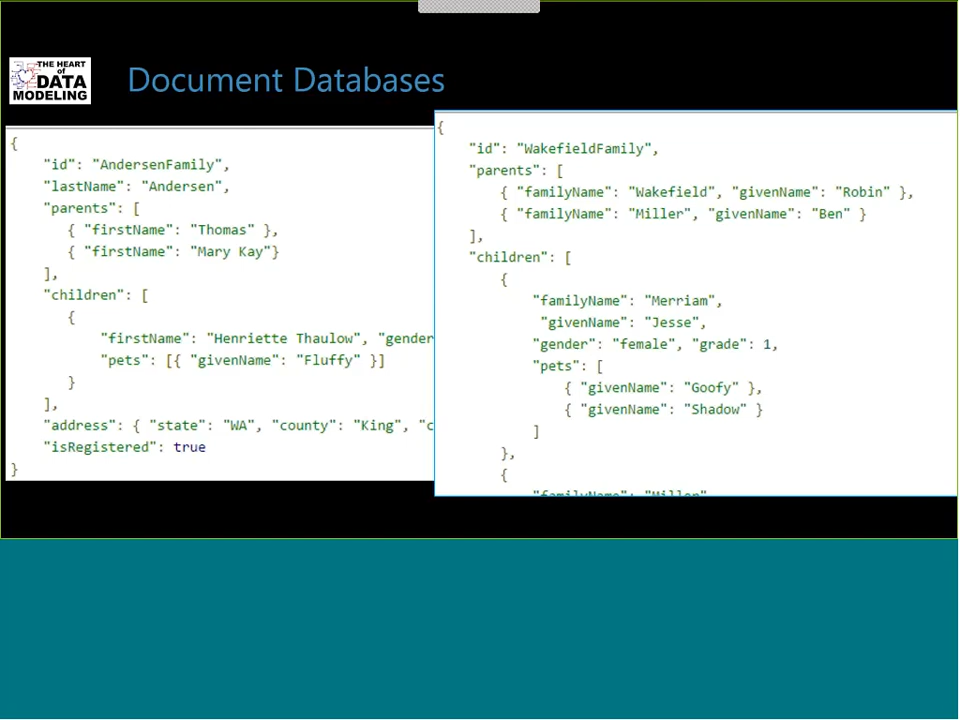 THE HEART
of
DATA
MODELING
Document Databases
{
"id": "AndersenFamily",
"lastName": "Andersen",
"parents": [
{ "firstName": "Thomas" },
{ "firstName": "Mary Kay"}
],
"children": [
{
"firstName": "Henriette Thaulow", "gender
"pets": [{ "givenName": "Fluffy" }]
}
],
"address": { "state": "WA", "county": "King", "c
"isRegistered": true
}
{
"id": "WakefieldFamily",
"parents": [
{ "familyName": "Wakefield", "givenName": "Robin" },
{ "familyName": "Miller", "givenName": "Ben" }
],
"children": [
{
"familyName": "Merriam",
"givenName": "Jesse",
"gender": "female", "grade": 1,
"pets": [
{ "givenName": "Goofy" },
{ "givenName": "Shadow" }
]
},
{
"familyName": "Miller"